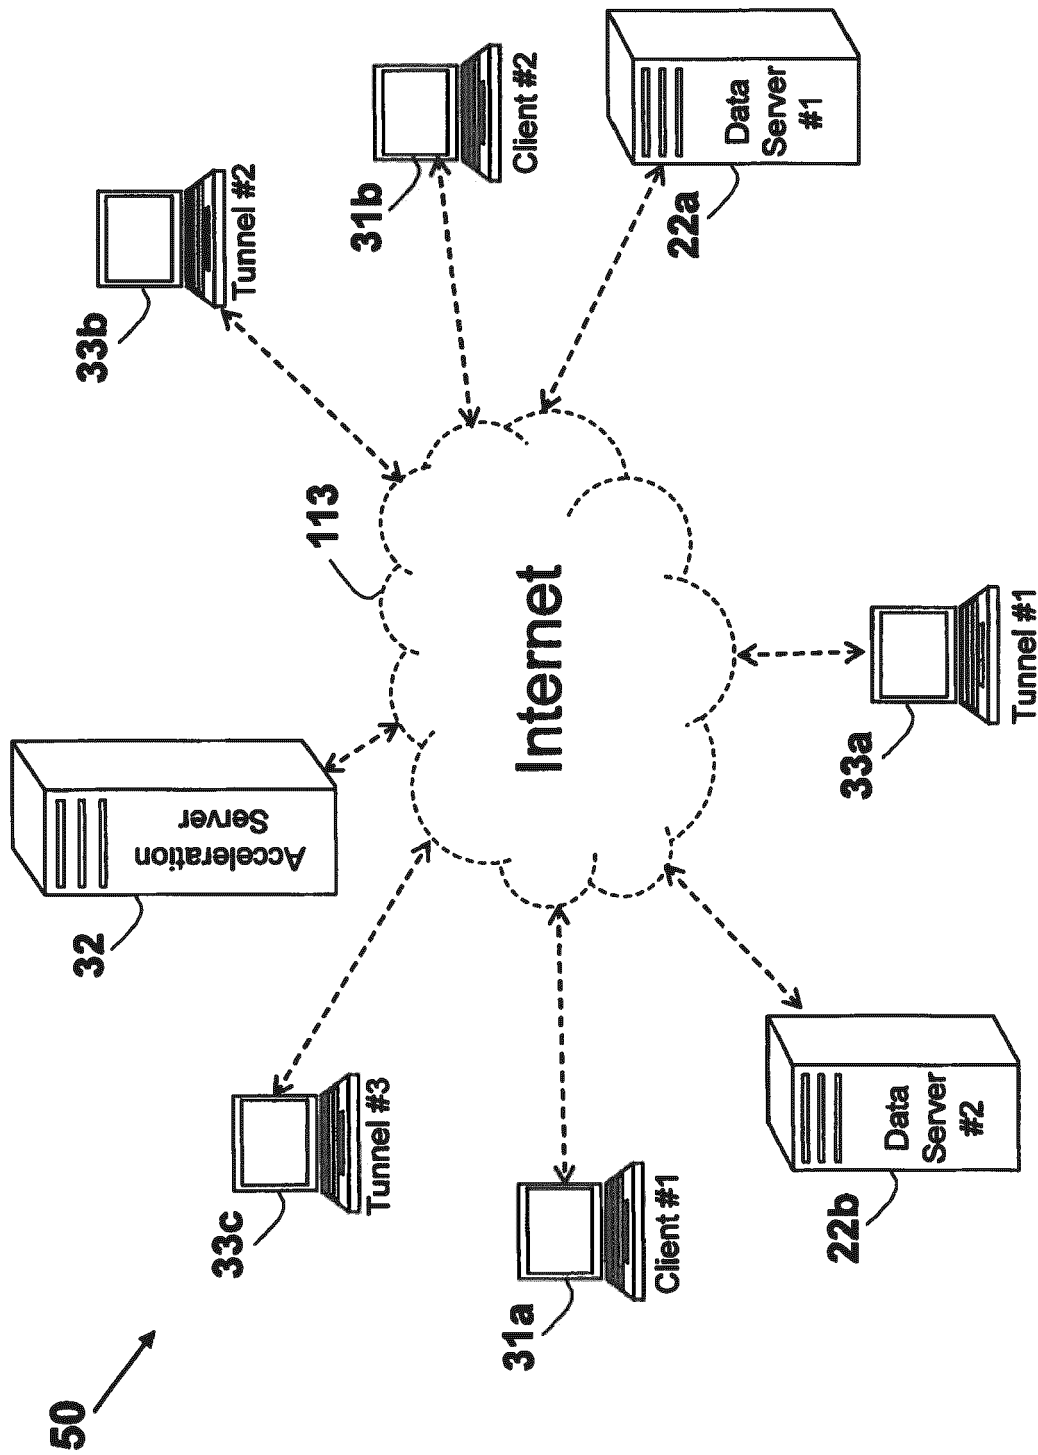 50
32
33b
33c
Acceleration
Server
Tunnel #2
113
Tunnel #3
31b
31a
Client #2
Internet
Client #1
22a
Data
Server
#1
22b
33a
Data
Server
#2
Tunnel #1